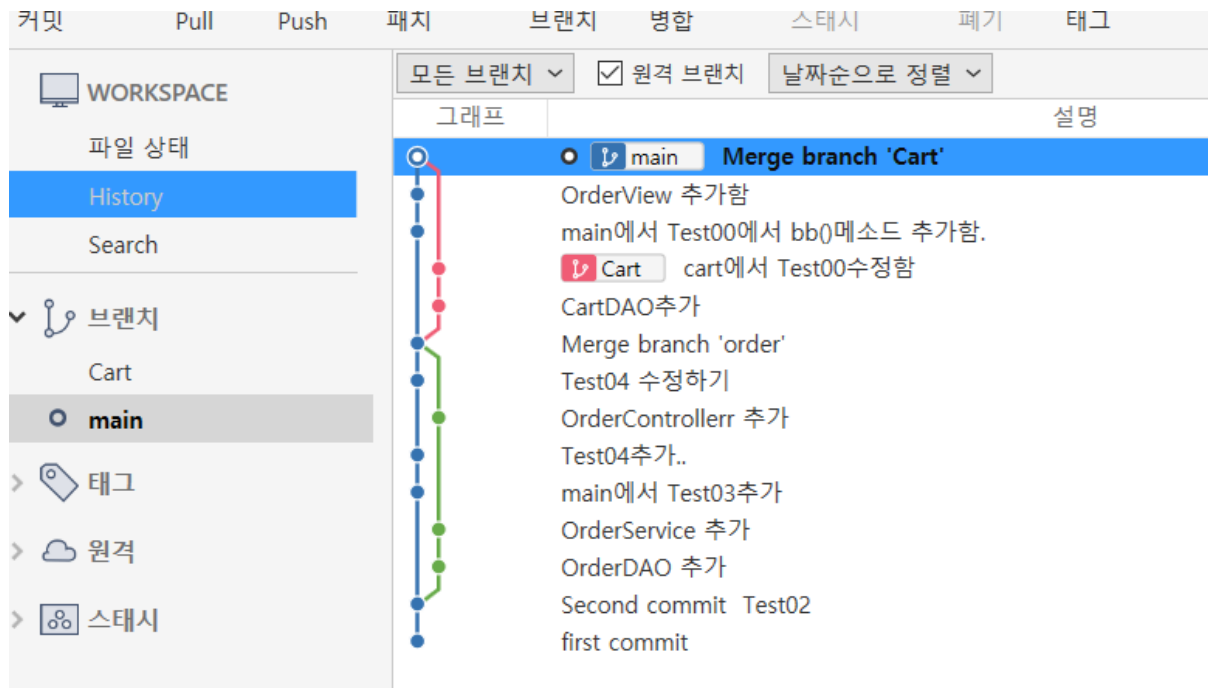 커밋 Pull Push 패치 브랜치 병합 스태시 폐기 태그
WORKSPACE
파일 상태
History
Search
브랜치
Cart
main
태그
원격
스태시
모든 브랜치 원격 브랜치 날짜순으로 정렬
그래프 설명
main Merge branch 'Cart'
OrderView 추가함
main에서 Test00에서 bb()메소드 추가함.
Cart cart에서 Test00수정함
CartDAO추가
Merge branch 'order'
Test04 수정하기
OrderControllerr 추가
Test04추가..
main에서 Test03추가
OrderService 추가
OrderDAO 추가
Second commit  Test02
first commit